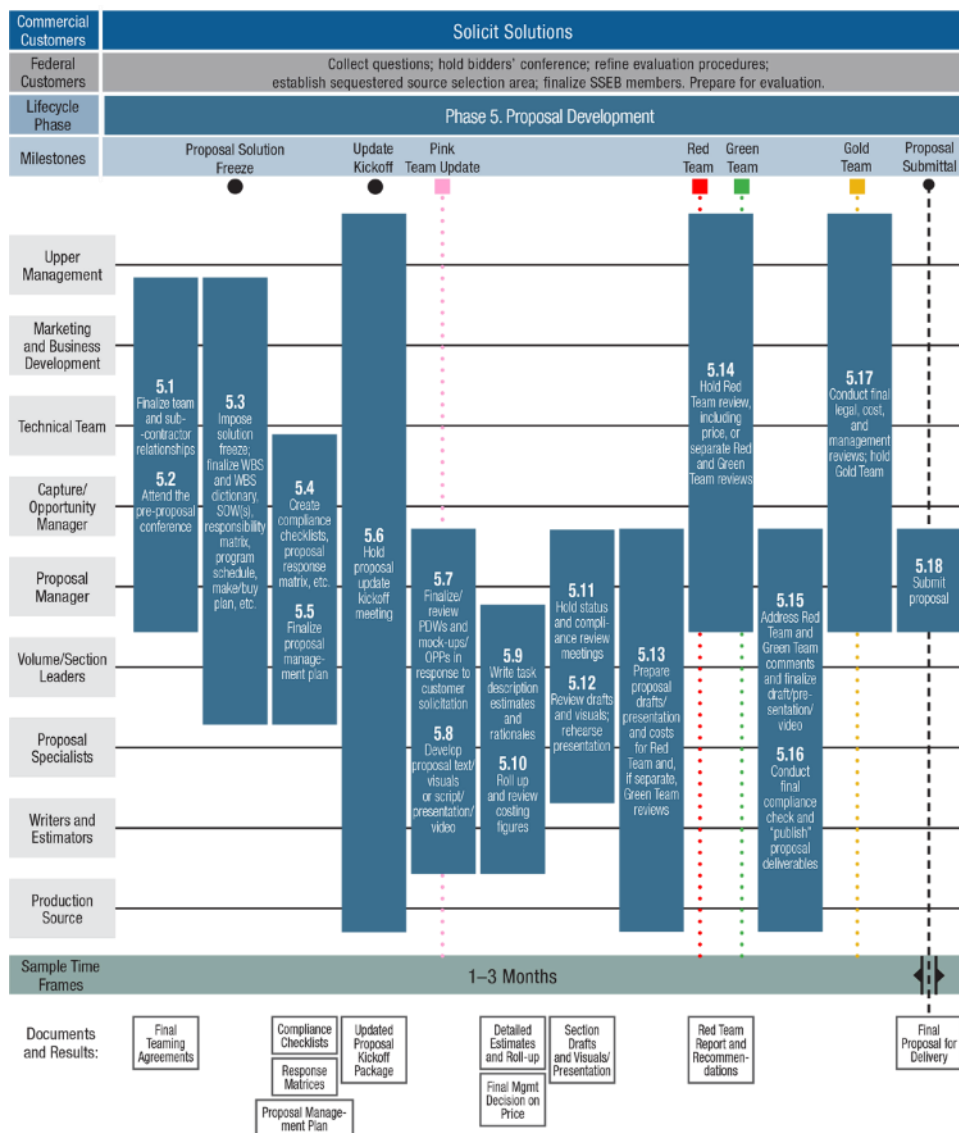 Commercial
Customers
Solicit Solutions
Federal
Customers
Collect questions; hold bidders' conference; refine evaluation procedures;
establish sequestered source selection area; finalize SSEB members. Prepare for evaluation.
Lifecycle
Phase
Phase 5. Proposal Development
Milestones
Proposal Solution
Freeze
Update
Kickoff
Pink
Team Update
Red
Team
Green
Team
Gold
Team
Proposal
Submittal
Upper
Management
Marketing
and Business
Development
Technical Team
Capture/
Opportunity
Manager
Proposal
Manager
Volume/Section
Leaders
Proposal
Specialists
Writers and
Estimators
Production
Source
5.1
Finalize team
and sub-
-contractor
relationships
5.2
Attend the
pre-proposal
conference
5.3
Impose
solution
freeze;
finalize WBS
and WBS
dictionary,
SOW(s),
responsibility
matrix,
program
schedule,
make/buy
plan, etc.
5.4
Create
compliance
checklists,
proposal
response
matrix, etc.
5.5
Finalize
proposal
manage-
ment plan
5.6
Hold
proposal
update
kickoff
meeting
5.7
Finalize/
review
PDWs and
mock-ups/
OPPs in
response to
customer
solicitation
5.8
Develop
proposal text/
visuals
or script/
presentation/
video
5.9
Write task
description
estimates
and
rationales
5.10
Roll up
and review
costing
figures
5.11
Hold status
and compli-
ance review
meetings
5.12
Review drafts
and visuals;
rehearse
presentation
5.13
Prepare
proposal
drafts/
presentation
and costs
for Red
Team and,
if separate,
Green Team
reviews
5.14
Hold Red
Team review,
including
price, or
separate Red
and Green
Team reviews
5.15
Address Red
Team and
Green Team
comments
and finalize
draft/pre-
sentation/
video
5.16
Conduct
final
compliance
check and
"publish"
proposal
deliverables
5.17
Conduct final
legal, cost,
and
management
reviews; hold
Gold Team
5.18
Submit
proposal
Sample Time
Frames
1–3 Months
Documents
and Results:
Final
Teaming
Agreements
Compliance
Checklists
Response
Matrices
Proposal Manage-
ment Plan
Updated
Proposal
Kickoff
Package
Detailed
Estimates
and Roll-up
Final Mgmt
Decision on
Price
Section
Drafts
and Visuals/
Presentation
Red Team
Report and
Recommen-
dations
Final
Proposal for
Delivery